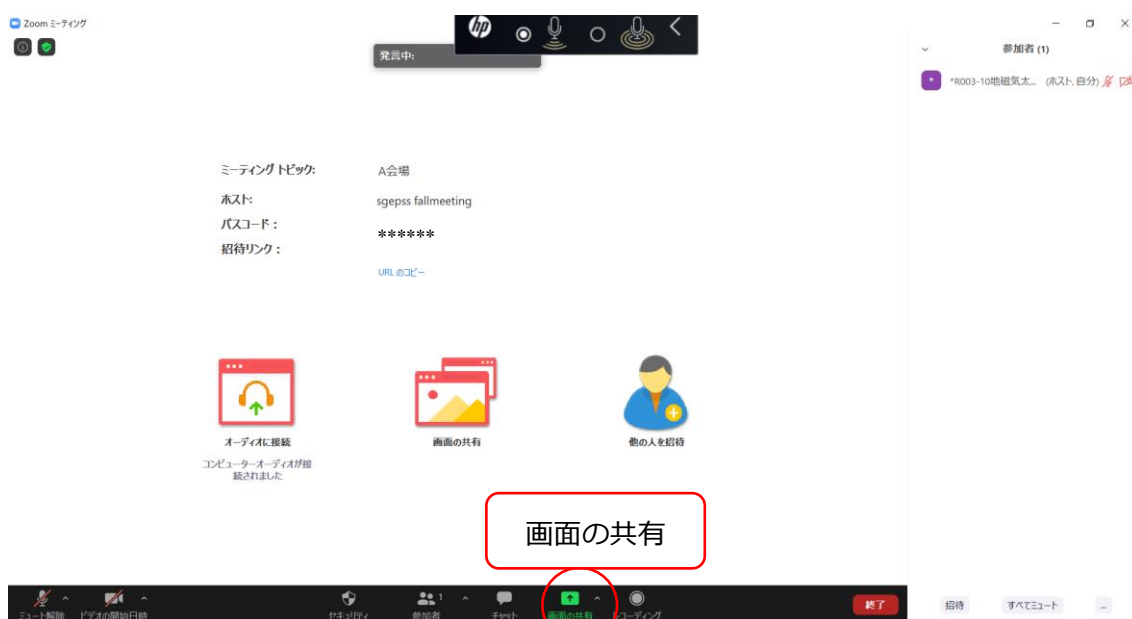 Zoom ミーティング
hp
発言中:
参加者 (1)
*R003-10地磁気太... (ホスト, 自分)
ミーティング トピック: A会場
ホスト: sgepss fallmeeting
パスコード: ******
招待リンク:
URL のコピー
オーディオに接続
画面の共有
他の人を招待
コンピューターオーディオが接
続されました
画面の共有
1
ミュート解除
ビデオの開始日時
セキュリティ
参加者
チャット
画面の共有
レコーディング
終了
招待
すべてミュート
...